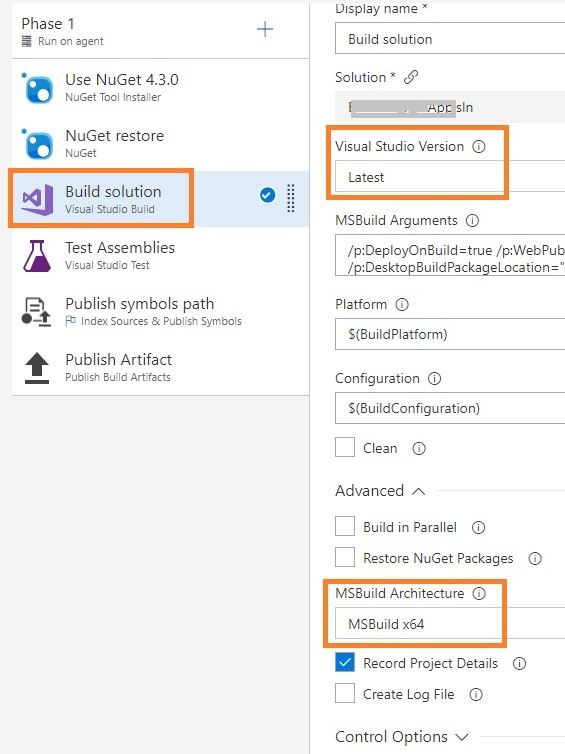 Phase 1
Run on agent
Use NuGet 4.3.0
NuGet Tool Installer
NuGet restore
NuGet
Build solution
Visual Studio Build
Test Assemblies
Visual Studio Test
Publish symbols path
Index Sources & Publish Symbols
Publish Artifact
Publish Build Artifacts
Display name *
Build solution
Solution *
App.sln
Visual Studio Version
Latest
MSBuild Arguments
/p:DeployOnBuild=true /p:WebPub
/p:DesktopBuildPackageLocation="
Platform
$(BuildPlatform)
Configuration
$(BuildConfiguration)
Clean
Advanced
Build in Parallel
Restore NuGet Packages
MSBuild Architecture
MSBuild x64
Record Project Details
Create Log File
Control Options